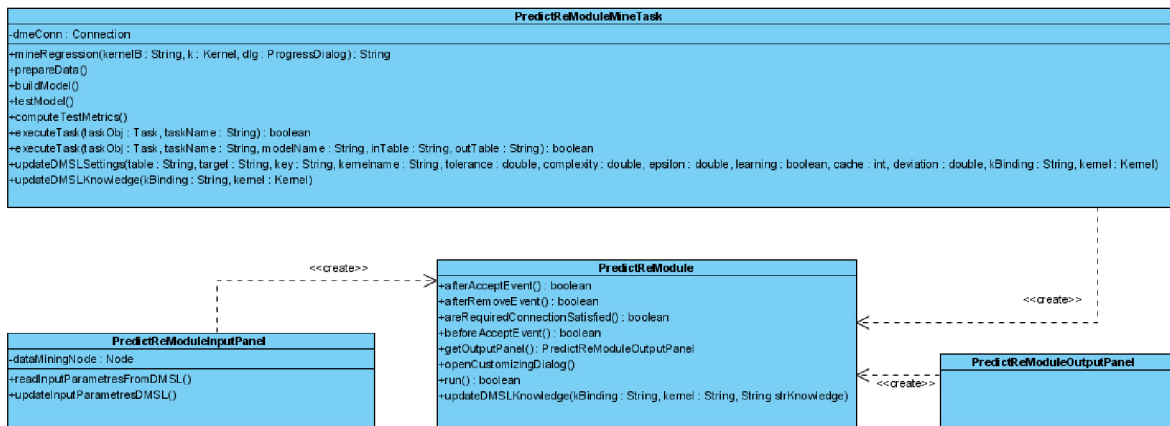 PredictReModuleMineTask
-dmeConn : Connection
+mineRegression(kernelB : String, k : Kernel, dlg : ProgressDialog) : String
+prepareData()
+buildModel()
+testModel()
+computeTestMetrics()
+executeTask(taskObj : Task, taskName : String) : boolean
+executeTask(taskObj : Task, taskName : String, modelName : String, inTable : String, outTable : String) : boolean
+updateDMSLSettings(table : String, target : String, key : String, kernelname : String, tolerance : double, complexity : double, epsilon : double, learning : boolean, cache : int, deviation : double, kBinding : String, kernel : Kernel)
+updateDMSLKnowledge(kBinding : String, kernel : Kernel)
<<create>>
<<create>>
PredictReModule
+afterAcceptEvent() : boolean
+afterRemoveEvent() : boolean
+areRequiredConnectionSatisfied() : boolean
+beforeAcceptEvent() : boolean
+getOutputPanel() : PredictReModuleOutputPanel
+openCustomizingDialog()
+run() : boolean
+updateDMSLKnowledge(kBinding : String, kernel : String, String strKnowledge)
PredictReModuleInputPanel
-dataMiningNode : Node
+readInputParametresFromDMSL()
+updateInputParametresDMSL()
PredictReModuleOutputPanel
<<create>>